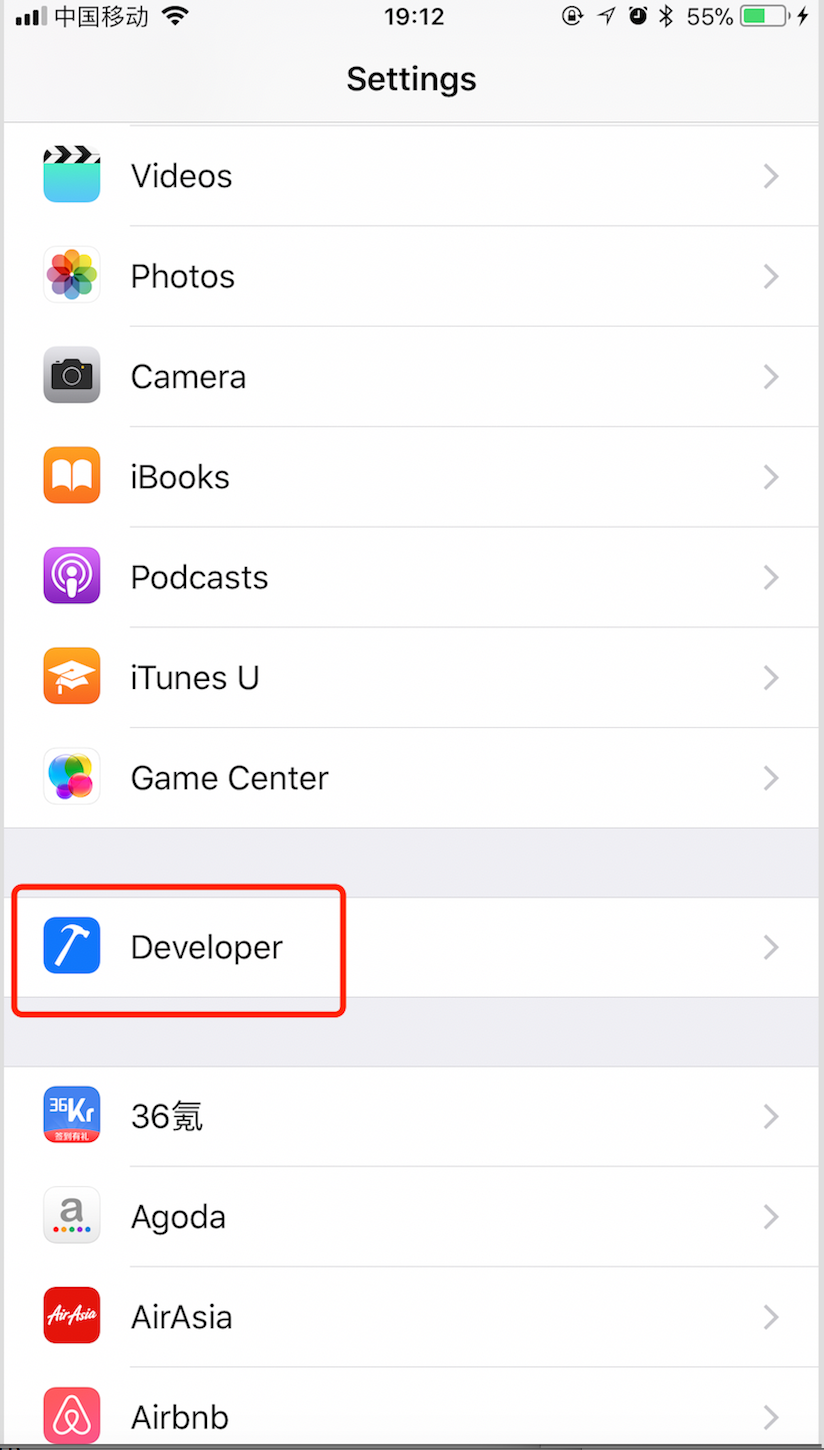 中国移动 19:12 55%
Settings
Videos
Photos
Camera
iBooks
Podcasts
iTunes U
Game Center
Developer
36Kr
签到有礼
36氪
a
Agoda
AirAsia
AirAsia
Airbnb